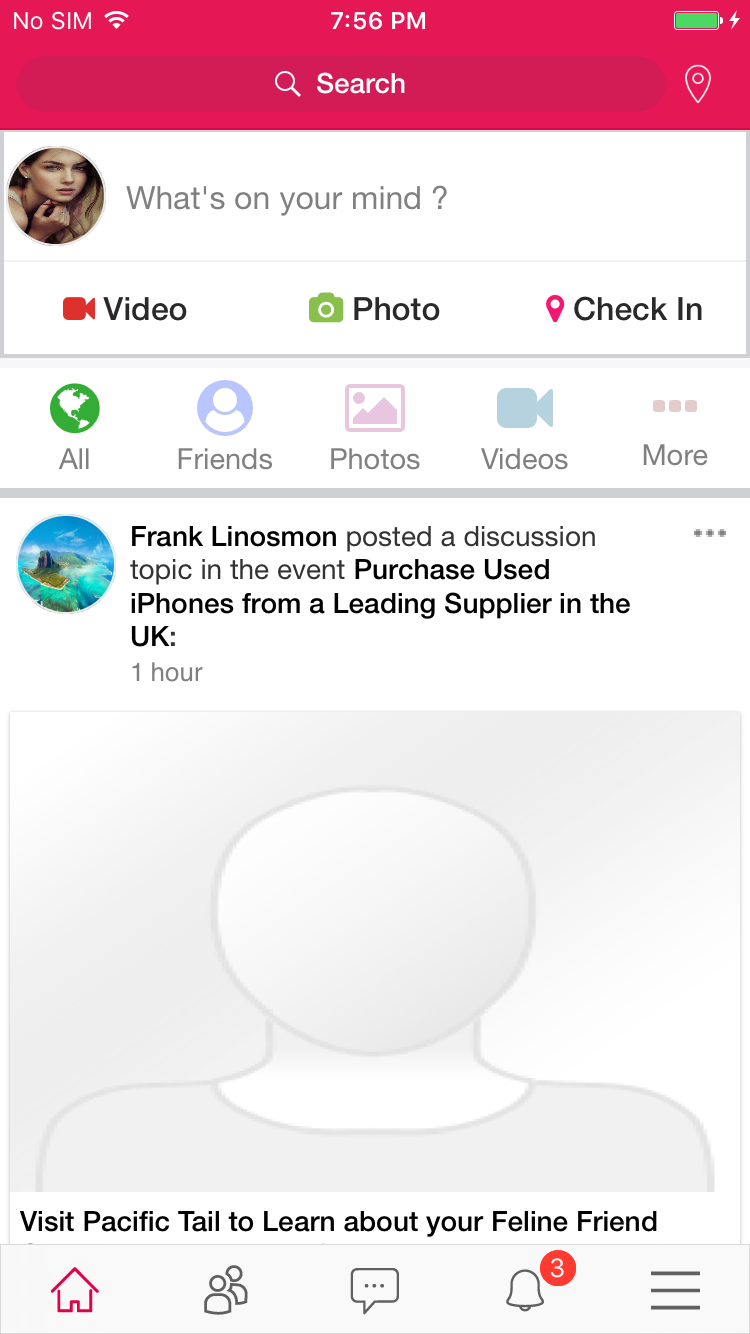 No SIM 7:56 PM
Search
What's on your mind ?
Video Photo Check In
All Friends Photos Videos More
Frank Linosmon posted a discussion
topic in the event Purchase Used
iPhones from a Leading Supplier in the
UK:
1 hour
Visit Pacific Tail to Learn about your Feline Friend
3